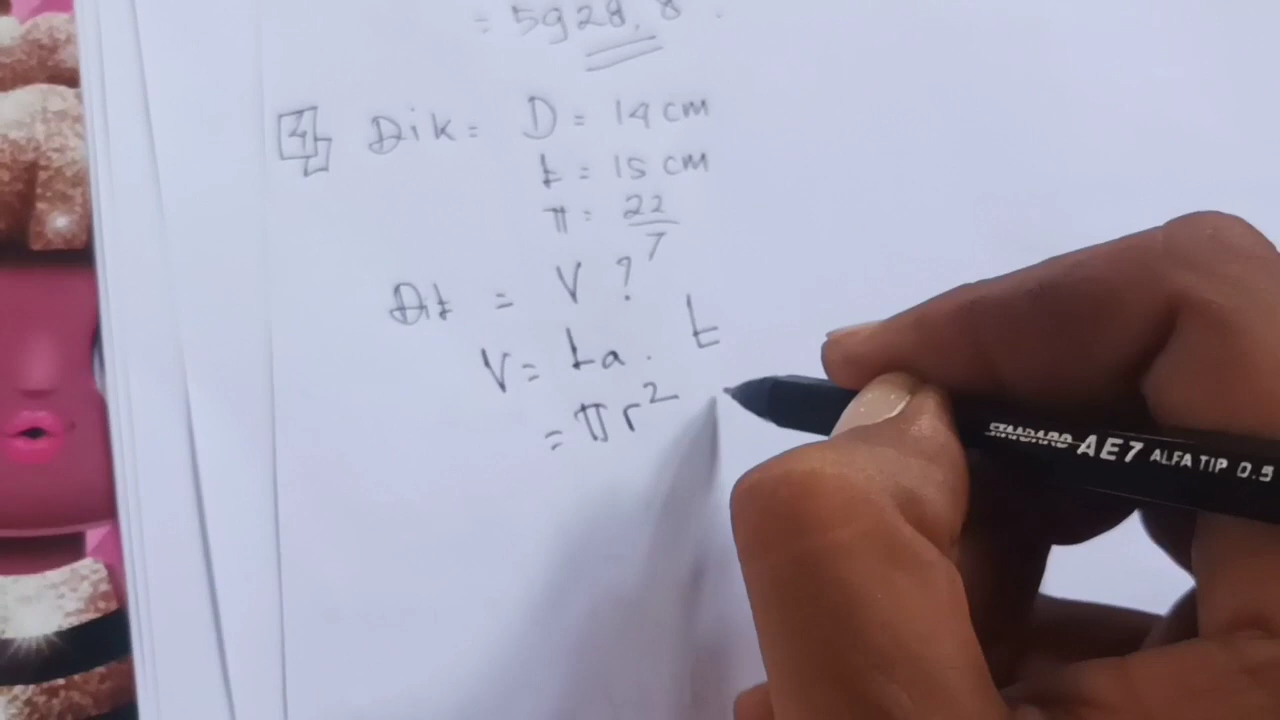 = 5928,8.
4 Dik = D = 14 cm
t = 15 cm
π = 22/7
Dit = V ?
V = La . t
= πr²
STANDARD AE7 ALFA TIP 0.5